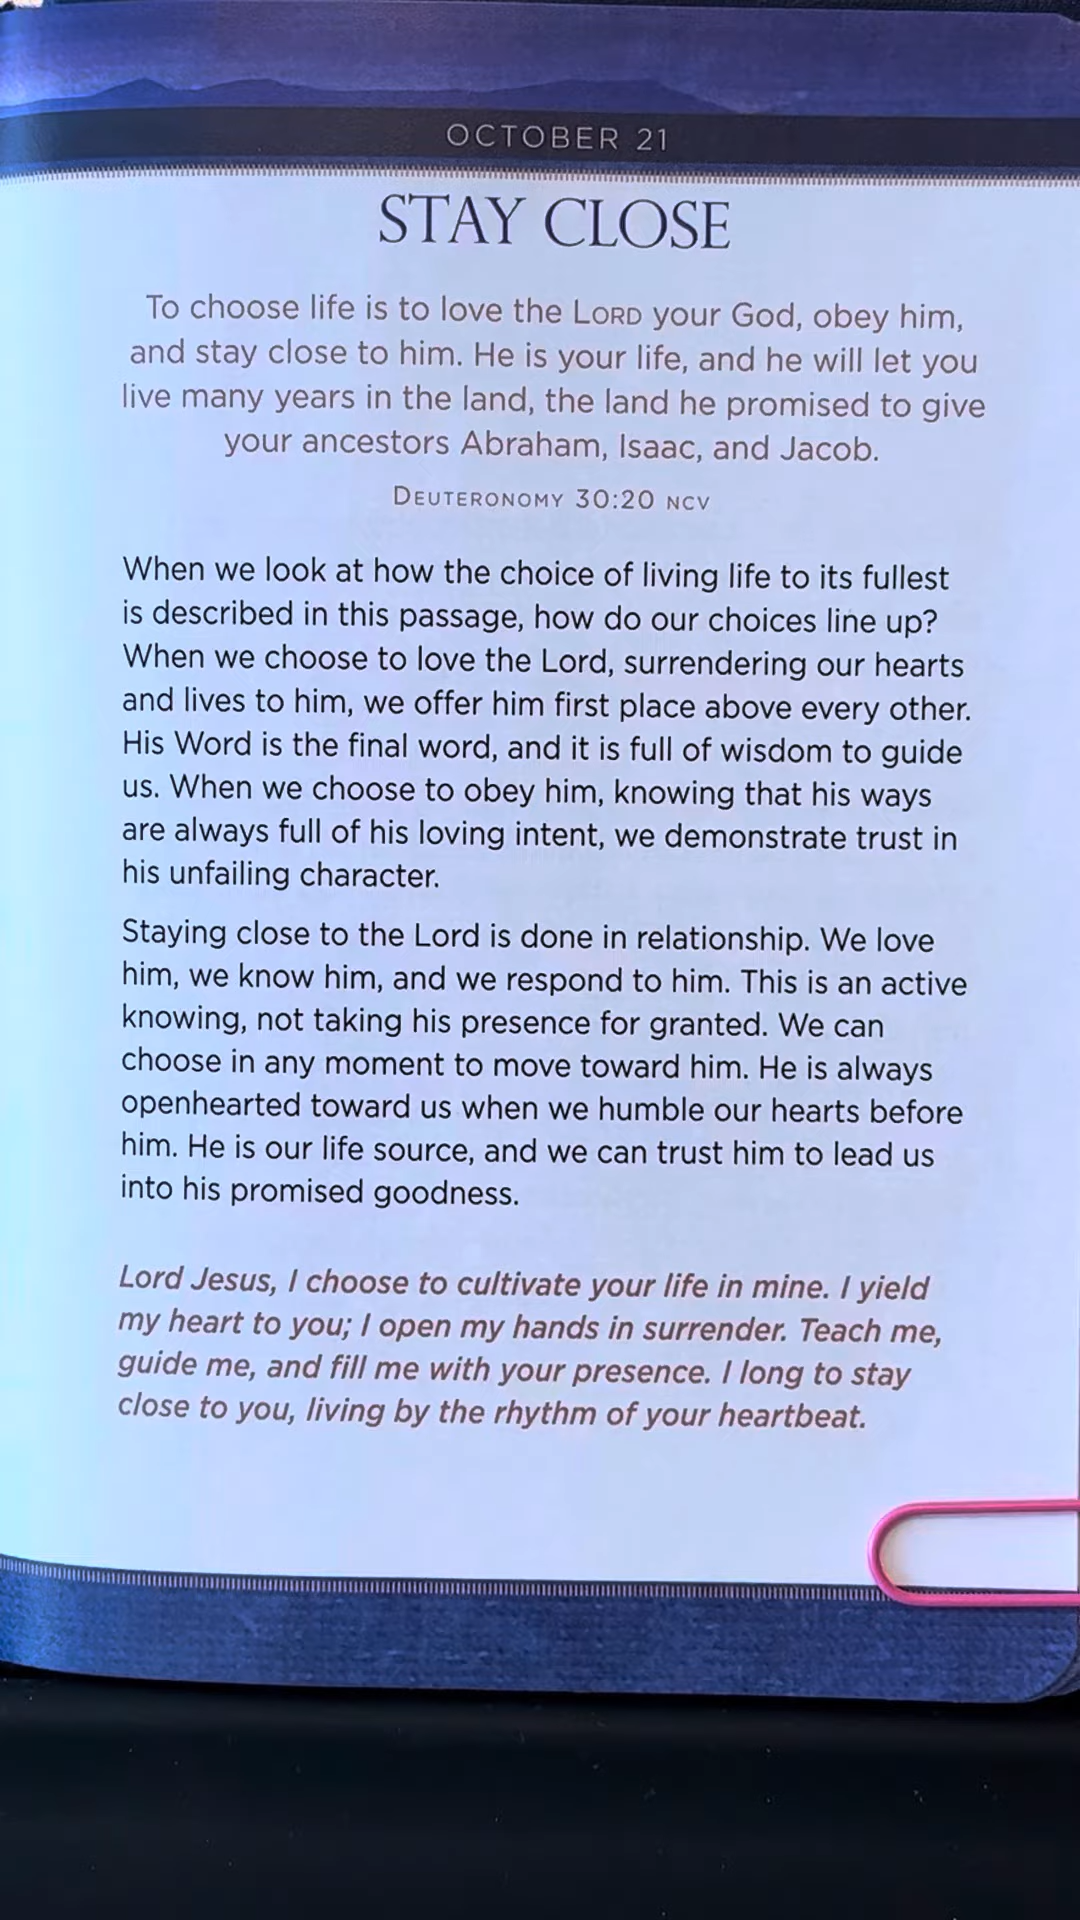 OCTOBER 21
STAY CLOSE
To choose life is to love the LORD your God, obey him,
and stay close to him. He is your life, and he will let you
live many years in the land, the land he promised to give
your ancestors Abraham, Isaac, and Jacob.
DEUTERONOMY 30:20 NCV
When we look at how the choice of living life to its fullest
is described in this passage, how do our choices line up?
When we choose to love the Lord, surrendering our hearts
and lives to him, we offer him first place above every other.
His Word is the final word, and it is full of wisdom to guide
us. When we choose to obey him, knowing that his ways
are always full of his loving intent, we demonstrate trust in
his unfailing character.
Staying close to the Lord is done in relationship. We love
him, we know him, and we respond to him. This is an active
knowing, not taking his presence for granted. We can
choose in any moment to move toward him. He is always
openhearted toward us when we humble our hearts before
him. He is our life source, and we can trust him to lead us
into his promised goodness.
Lord Jesus, I choose to cultivate your life in mine. I yield
my heart to you; I open my hands in surrender. Teach me,
guide me, and fill me with your presence. I long to stay
close to you, living by the rhythm of your heartbeat.